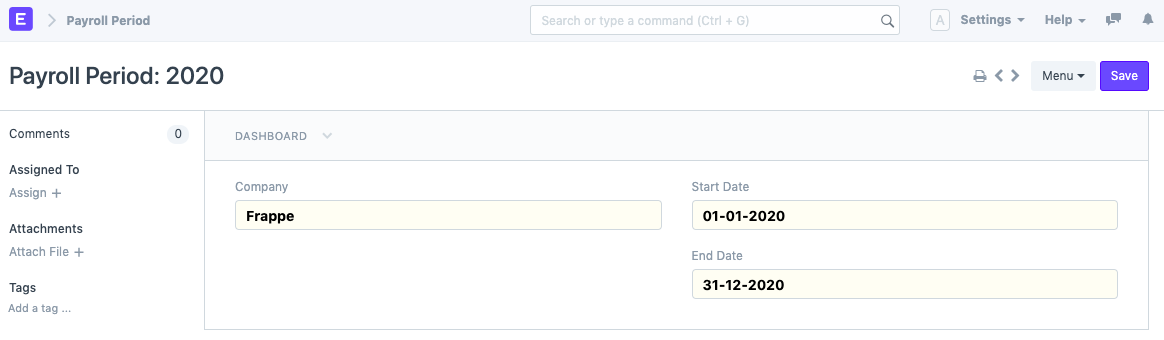 E Payroll Period Search or type a command (Ctrl + G) A Settings Help
Payroll Period: 2020 Menu Save
Comments 0
DASHBOARD
Assigned To
Assign +
Attachments
Attach File +
Tags
Add a tag ...
Company
Frappe
Start Date
01-01-2020
End Date
31-12-2020